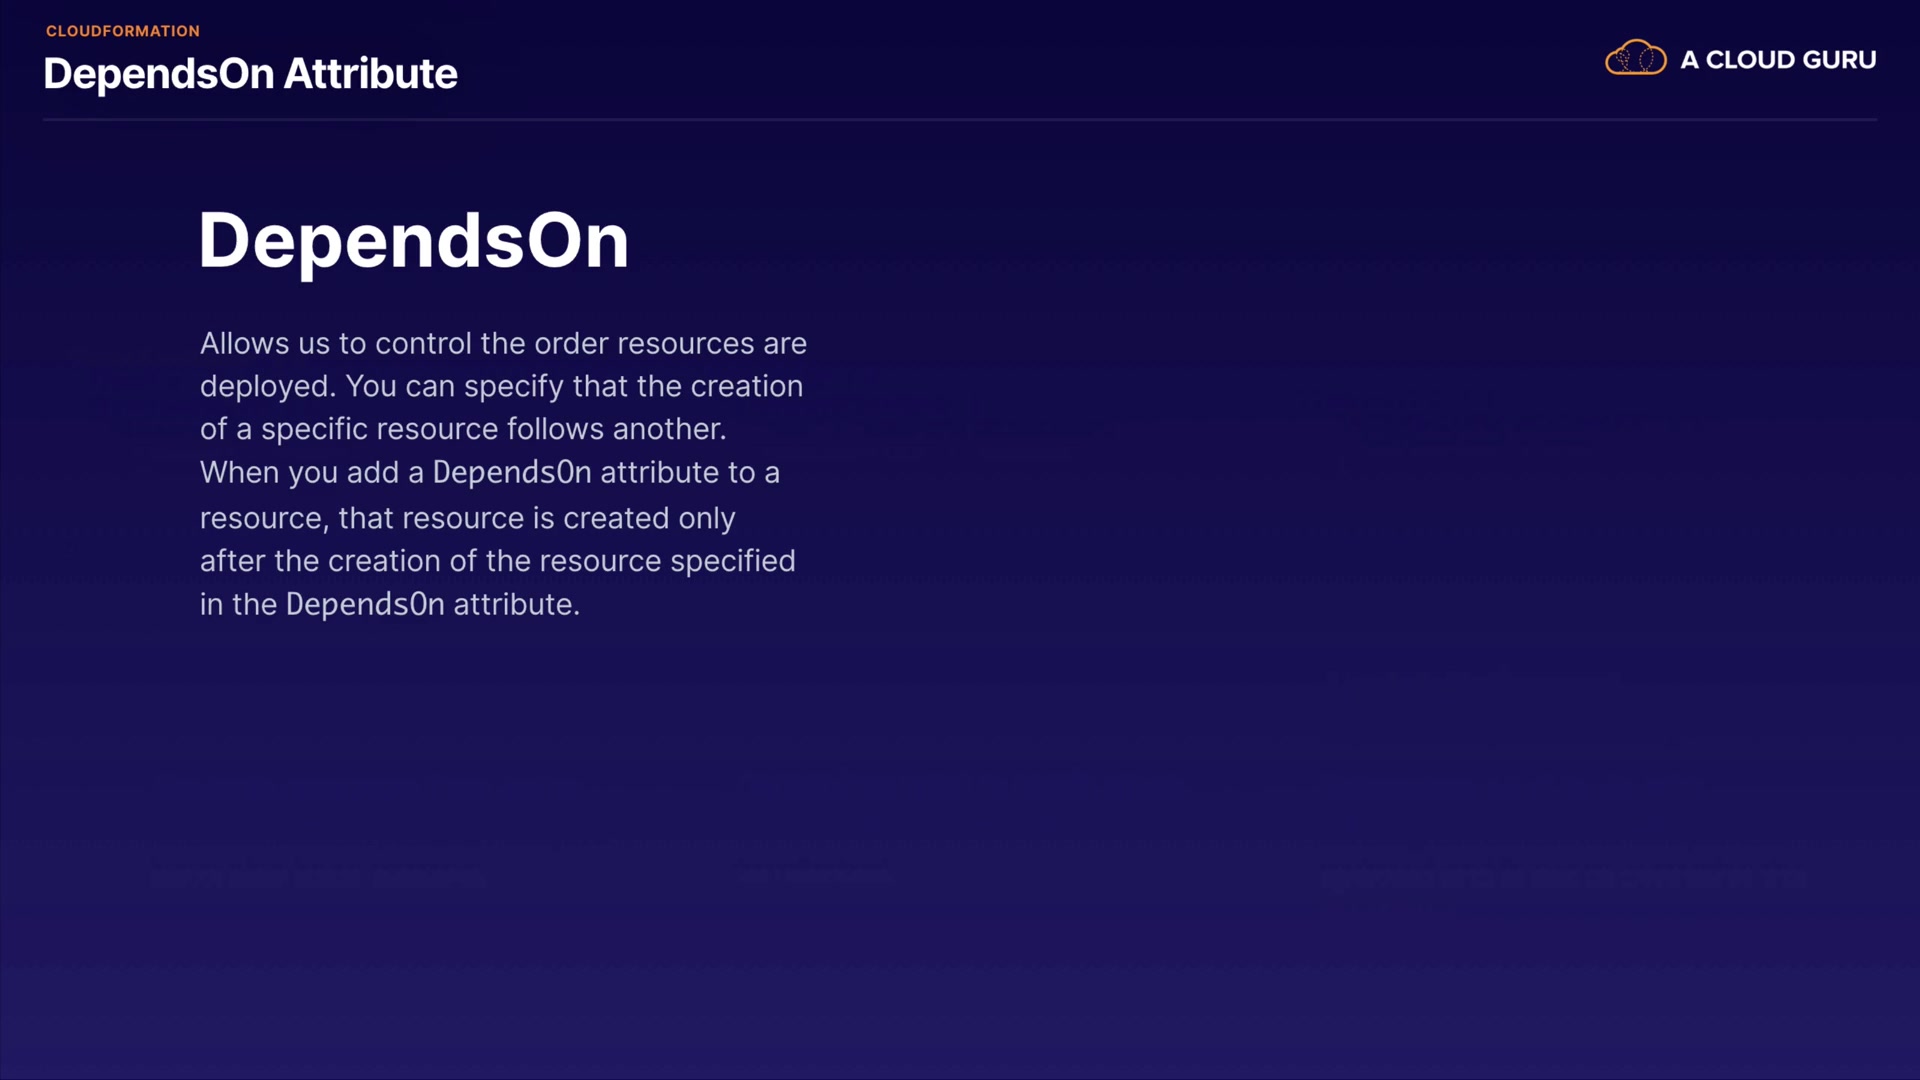 CLOUDFORMATION
DependsOn Attribute
A CLOUD GURU
DependsOn
Allows us to control the order resources are
deployed. You can specify that the creation
of a specific resource follows another.
When you add a DependsOn attribute to a
resource, that resource is created only
after the creation of the resource specified
in the DependsOn attribute.